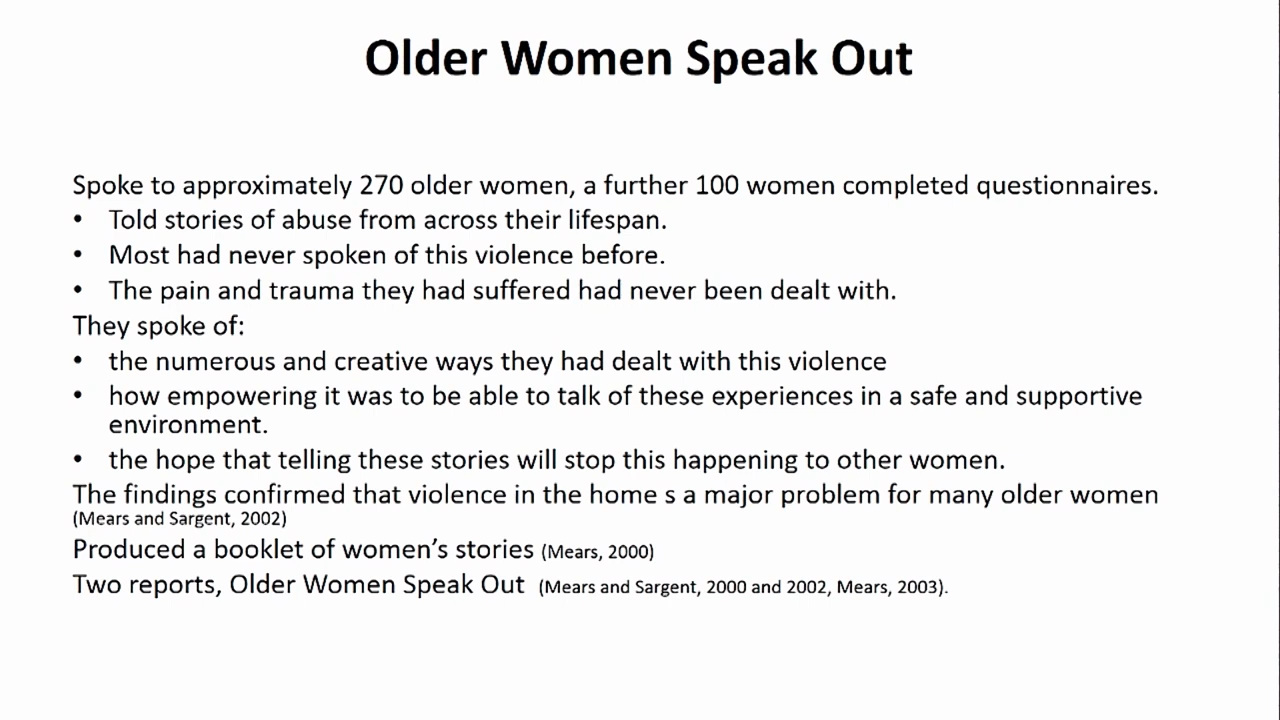 Older Women Speak Out
Spoke to approximately 270 older women, a further 100 women completed questionnaires.
• Told stories of abuse from across their lifespan.
• Most had never spoken of this violence before.
• The pain and trauma they had suffered had never been dealt with.
They spoke of:
• the numerous and creative ways they had dealt with this violence
• how empowering it was to be able to talk of these experiences in a safe and supportive
environment.
• the hope that telling these stories will stop this happening to other women.
The findings confirmed that violence in the home s a major problem for many older women
(Mears and Sargent, 2002)
Produced a booklet of women’s stories (Mears, 2000)
Two reports, Older Women Speak Out (Mears and Sargent, 2000 and 2002, Mears, 2003).